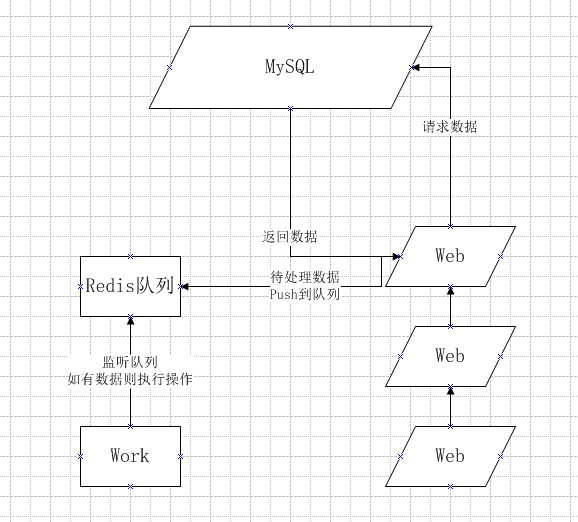 MySQL
请求数据
返回数据
Web
待处理数据
Push到队列
Redis队列
Web
监听队列
如有数据则执行操作
Work
Web